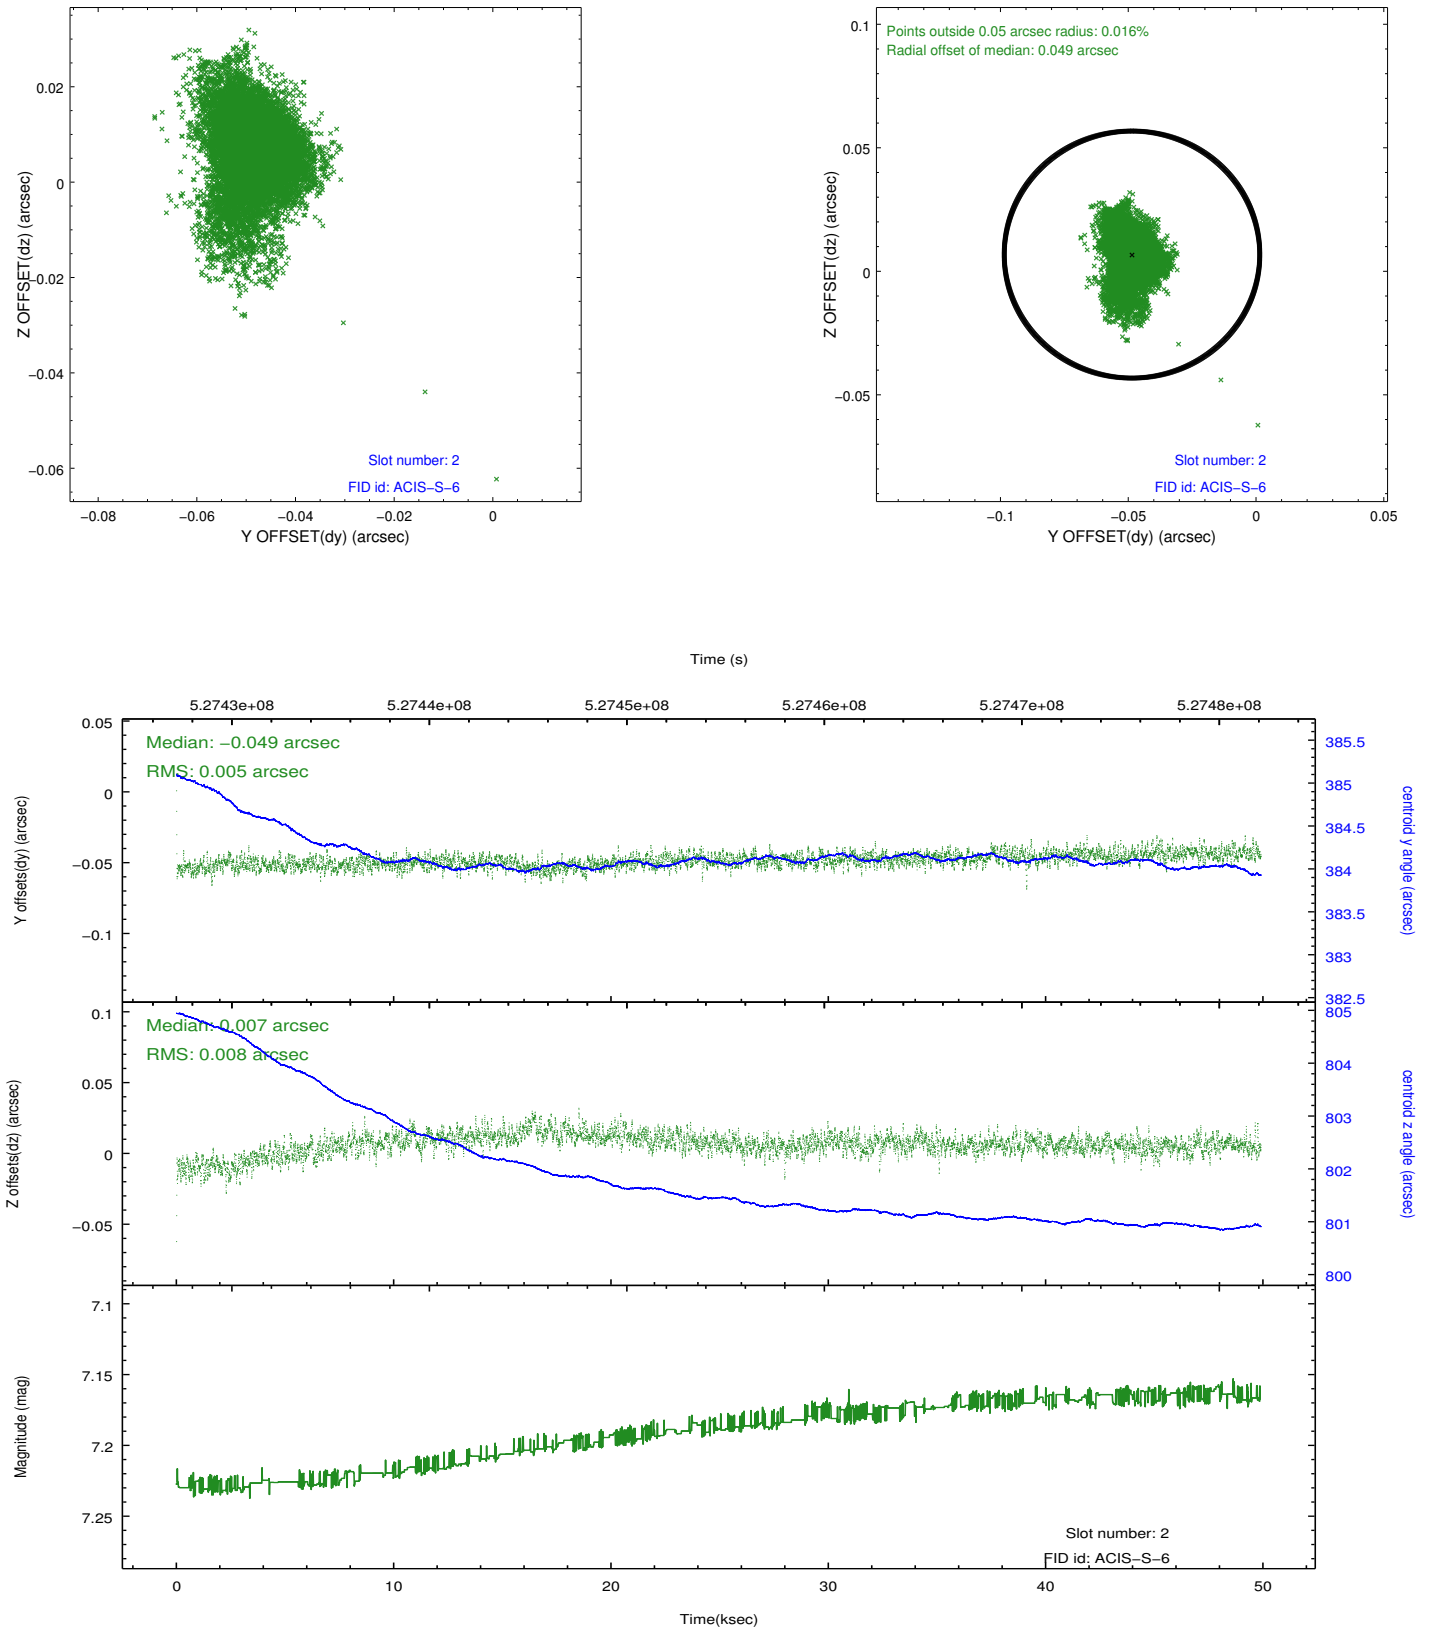 0.02
0
−0.02
−0.04
−0.06
Z OFFSET(dz) (arcsec)
Slot number: 2
FID id: ACIS−S−6
−0.08
−0.06
−0.04
−0.02
0
Y OFFSET(dy) (arcsec)
Points outside 0.05 arcsec radius: 0.016%
Radial offset of median: 0.049 arcsec
0.1
0.05
0
−0.05
Z OFFSET(dz) (arcsec)
Slot number: 2
FID id: ACIS−S−6
−0.1
−0.05
0
0.05
Y OFFSET(dy) (arcsec)
Time (s)
5.2743e+08
5.2744e+08
5.2745e+08
5.2746e+08
5.2747e+08
5.2748e+08
0.05
0
−0.05
−0.1
Y offsets(dy) (arcsec)
Median: −0.049 arcsec
RMS: 0.005 arcsec
385.5
385
384.5
384
383.5
383
382.5
centroid y angle (arcsec)
0.1
0.05
0
−0.05
Z offsets(dz) (arcsec)
Median: 0.007 arcsec
RMS: 0.008 arcsec
805
804
803
802
801
800
centroid z angle (arcsec)
7.1
7.15
7.2
7.25
Magnitude (mag)
Slot number: 2
FID id: ACIS−S−6
0
10
20
30
40
50
Time(ksec)